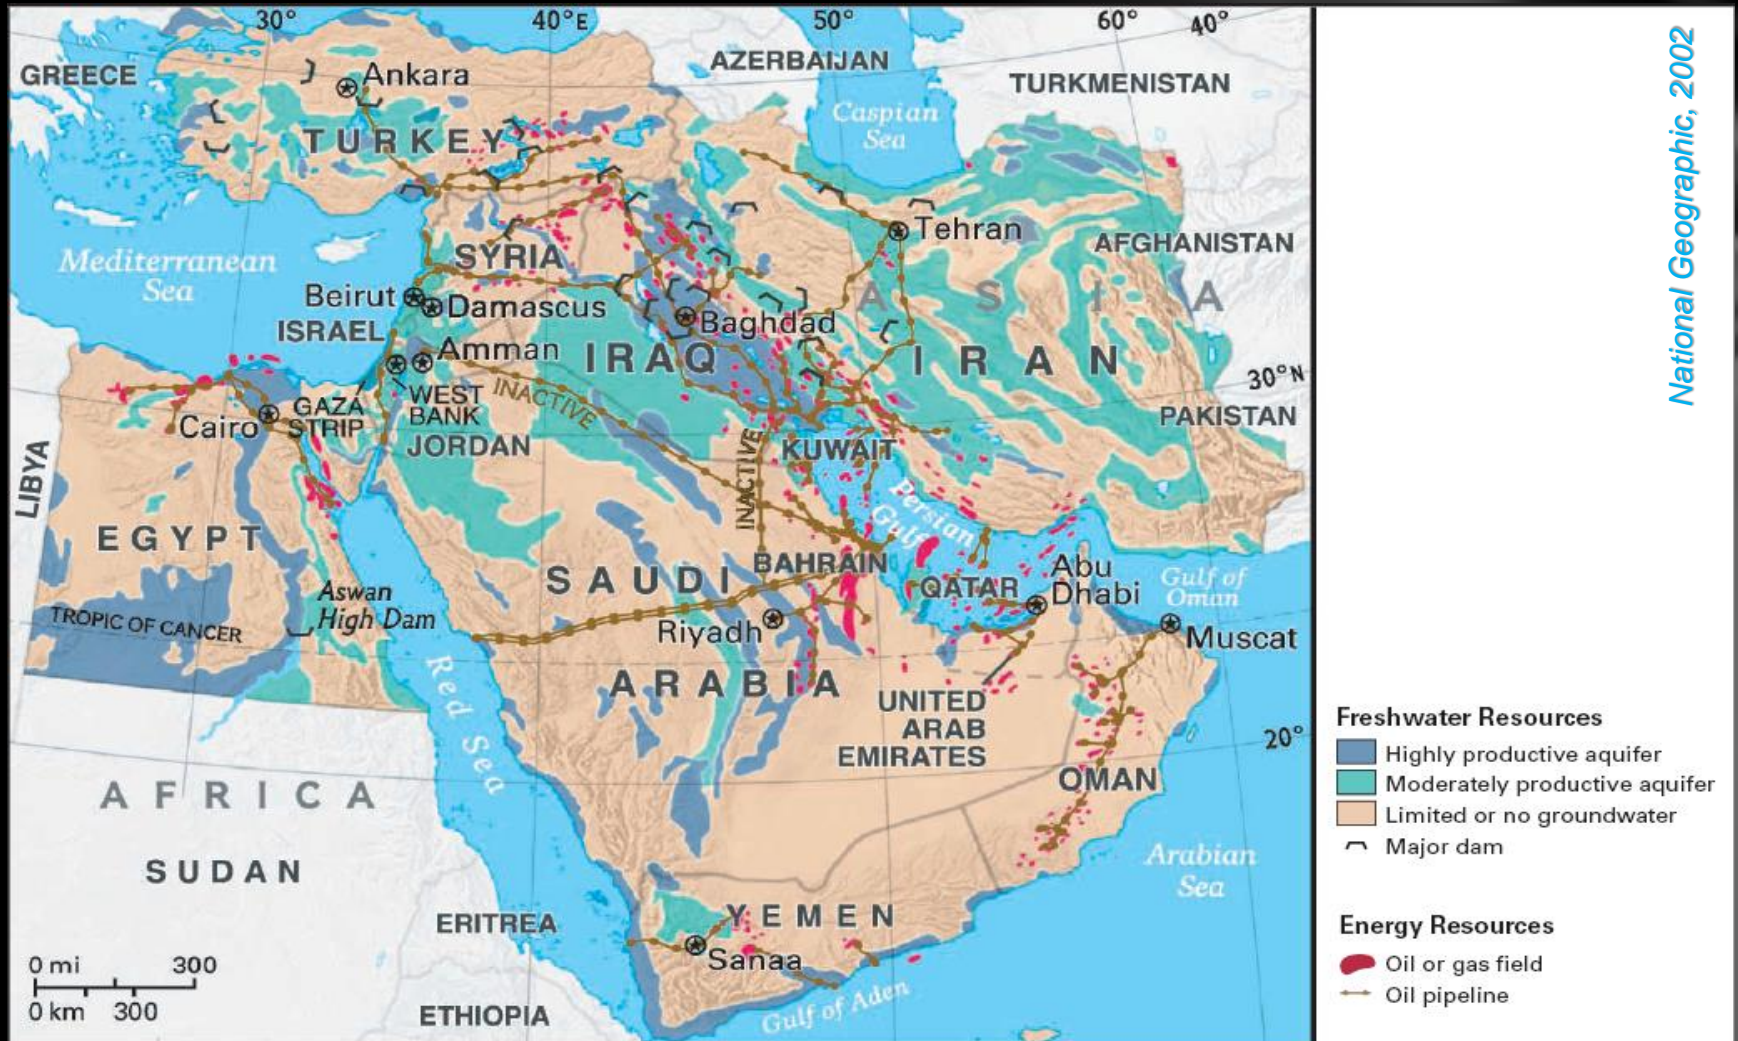 30°
40°E
50°
60°
40°
GREECE
Ankara
AZERBAIJAN
TURKMENISTAN
Caspian
Sea
TURKEY
Tehran
AFGHANISTAN
SYRIA
Mediterranean
Sea
Beirut
Damascus
ASIA
ISRAEL
Baghdad
Amman
IRAQ
IRAN
INACTIVE
WEST
BANK
30°N
GAZA
STRIP
Cairo
JORDAN
PAKISTAN
LIBYA
INACTIVE
KUWAIT
Persian
Gulf
EGYPT
BAHRAIN
SAUDI
ARABIA
QATAR
Abu
Dhabi
Gulf of
Oman
Aswan
High Dam
TROPIC OF CANCER
Riyadh
Muscat
Red Sea
UNITED
ARAB
EMIRATES
20°
OMAN
AFRICA
SUDAN
Arabian
Sea
ERITREA
YEMEN
Sanaa
0 mi 300
0 km 300
ETHIOPIA
Gulf of Aden
National Geographic, 2002
Freshwater Resources
Highly productive aquifer
Moderately productive aquifer
Limited or no groundwater
Major dam
Energy Resources
Oil or gas field
Oil pipeline